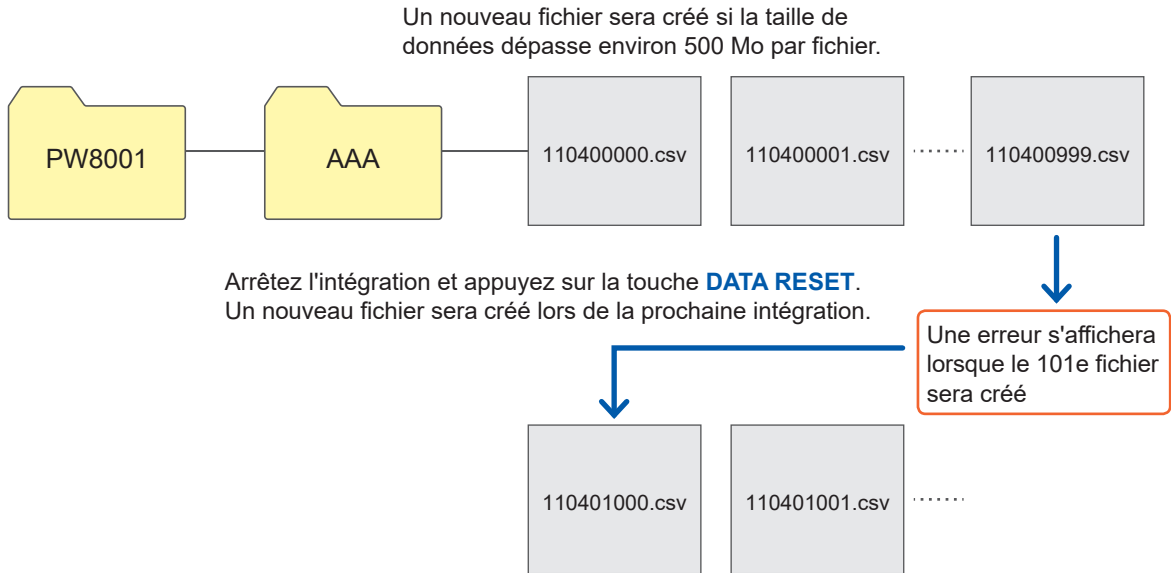 Un nouveau fichier sera créé si la taille de
données dépasse environ 500 Mo par fichier.
PW8001
AAA
110400000.csv
110400001.csv
110400999.csv
Arrêtez l'intégration et appuyez sur la touche DATA RESET.
Un nouveau fichier sera créé lors de la prochaine intégration.
Une erreur s'affichera
lorsque le 101e fichier
sera créé
110401000.csv
110401001.csv